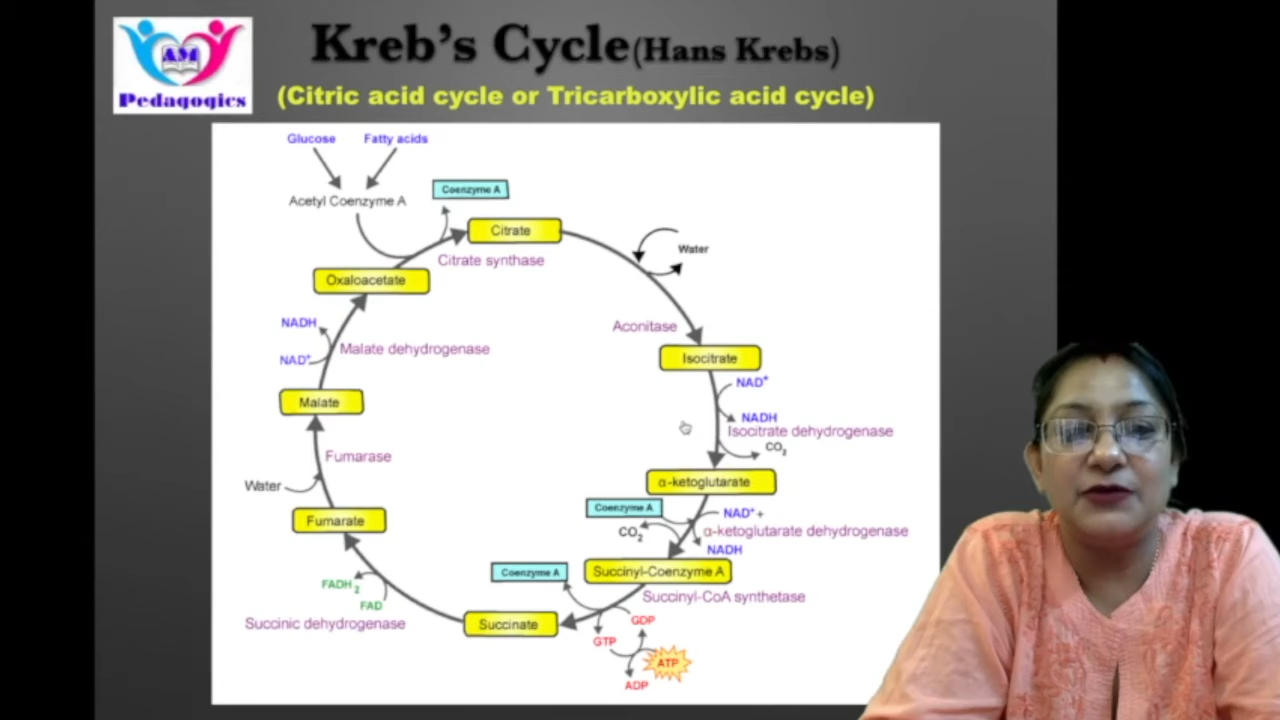 AM
Pedagogics
Kreb's Cycle(Hans Krebs)
(Citric acid cycle or Tricarboxylic acid cycle)
Glucose
Fatty acids
Acetyl Coenzyme A
Coenzyme A
Citrate
Water
Citrate synthase
Oxaloacetate
Aconitase
NADH
Malate dehydrogenase
NAD+
Isocitrate
NAD+
NADH
Isocitrate dehydrogenase
CO2
Malate
Fumarase
Water
α-ketoglutarate
Coenzyme A
NAD++
CO2
α-ketoglutarate dehydrogenase
NADH
Fumarate
Succinyl-Coenzyme A
Coenzyme A
Succinyl-CoA synthetase
FADH2
FAD
Succinic dehydrogenase
Succinate
GDP
GTP
ATP
ADP